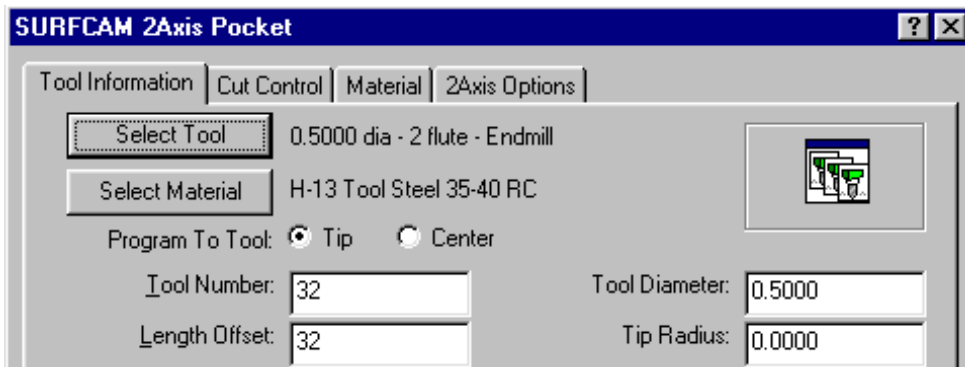 SURFCAM 2Axis Pocket
Tool Information Cut Control Material 2Axis Options
Select Tool 0.5000 dia - 2 flute - Endmill
Select Material H-13 Tool Steel 35-40 RC
Program To Tool: Tip Center
Tool Number: 32 Tool Diameter: 0.5000
Length Offset: 32 Tip Radius: 0.0000